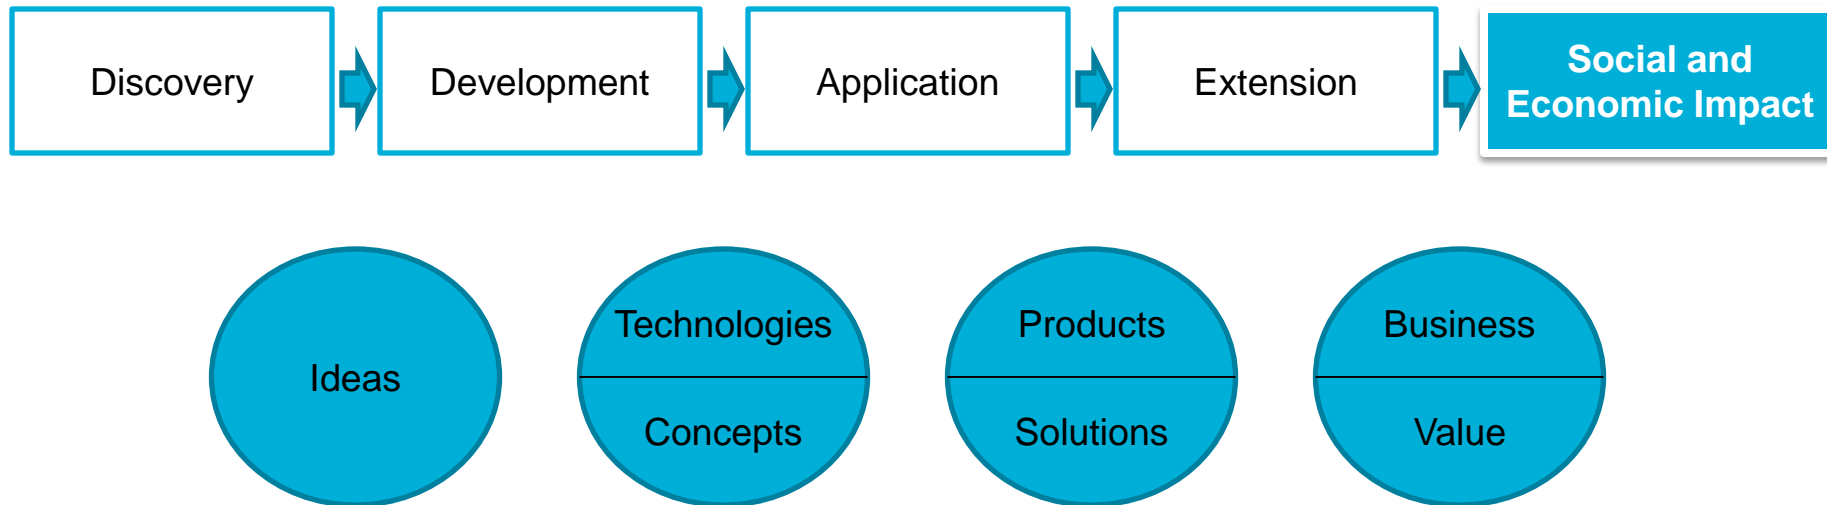 Discovery
Development
Application
Extension
Social and
Economic Impact
Ideas
Technologies
Concepts
Products
Solutions
Business
Value